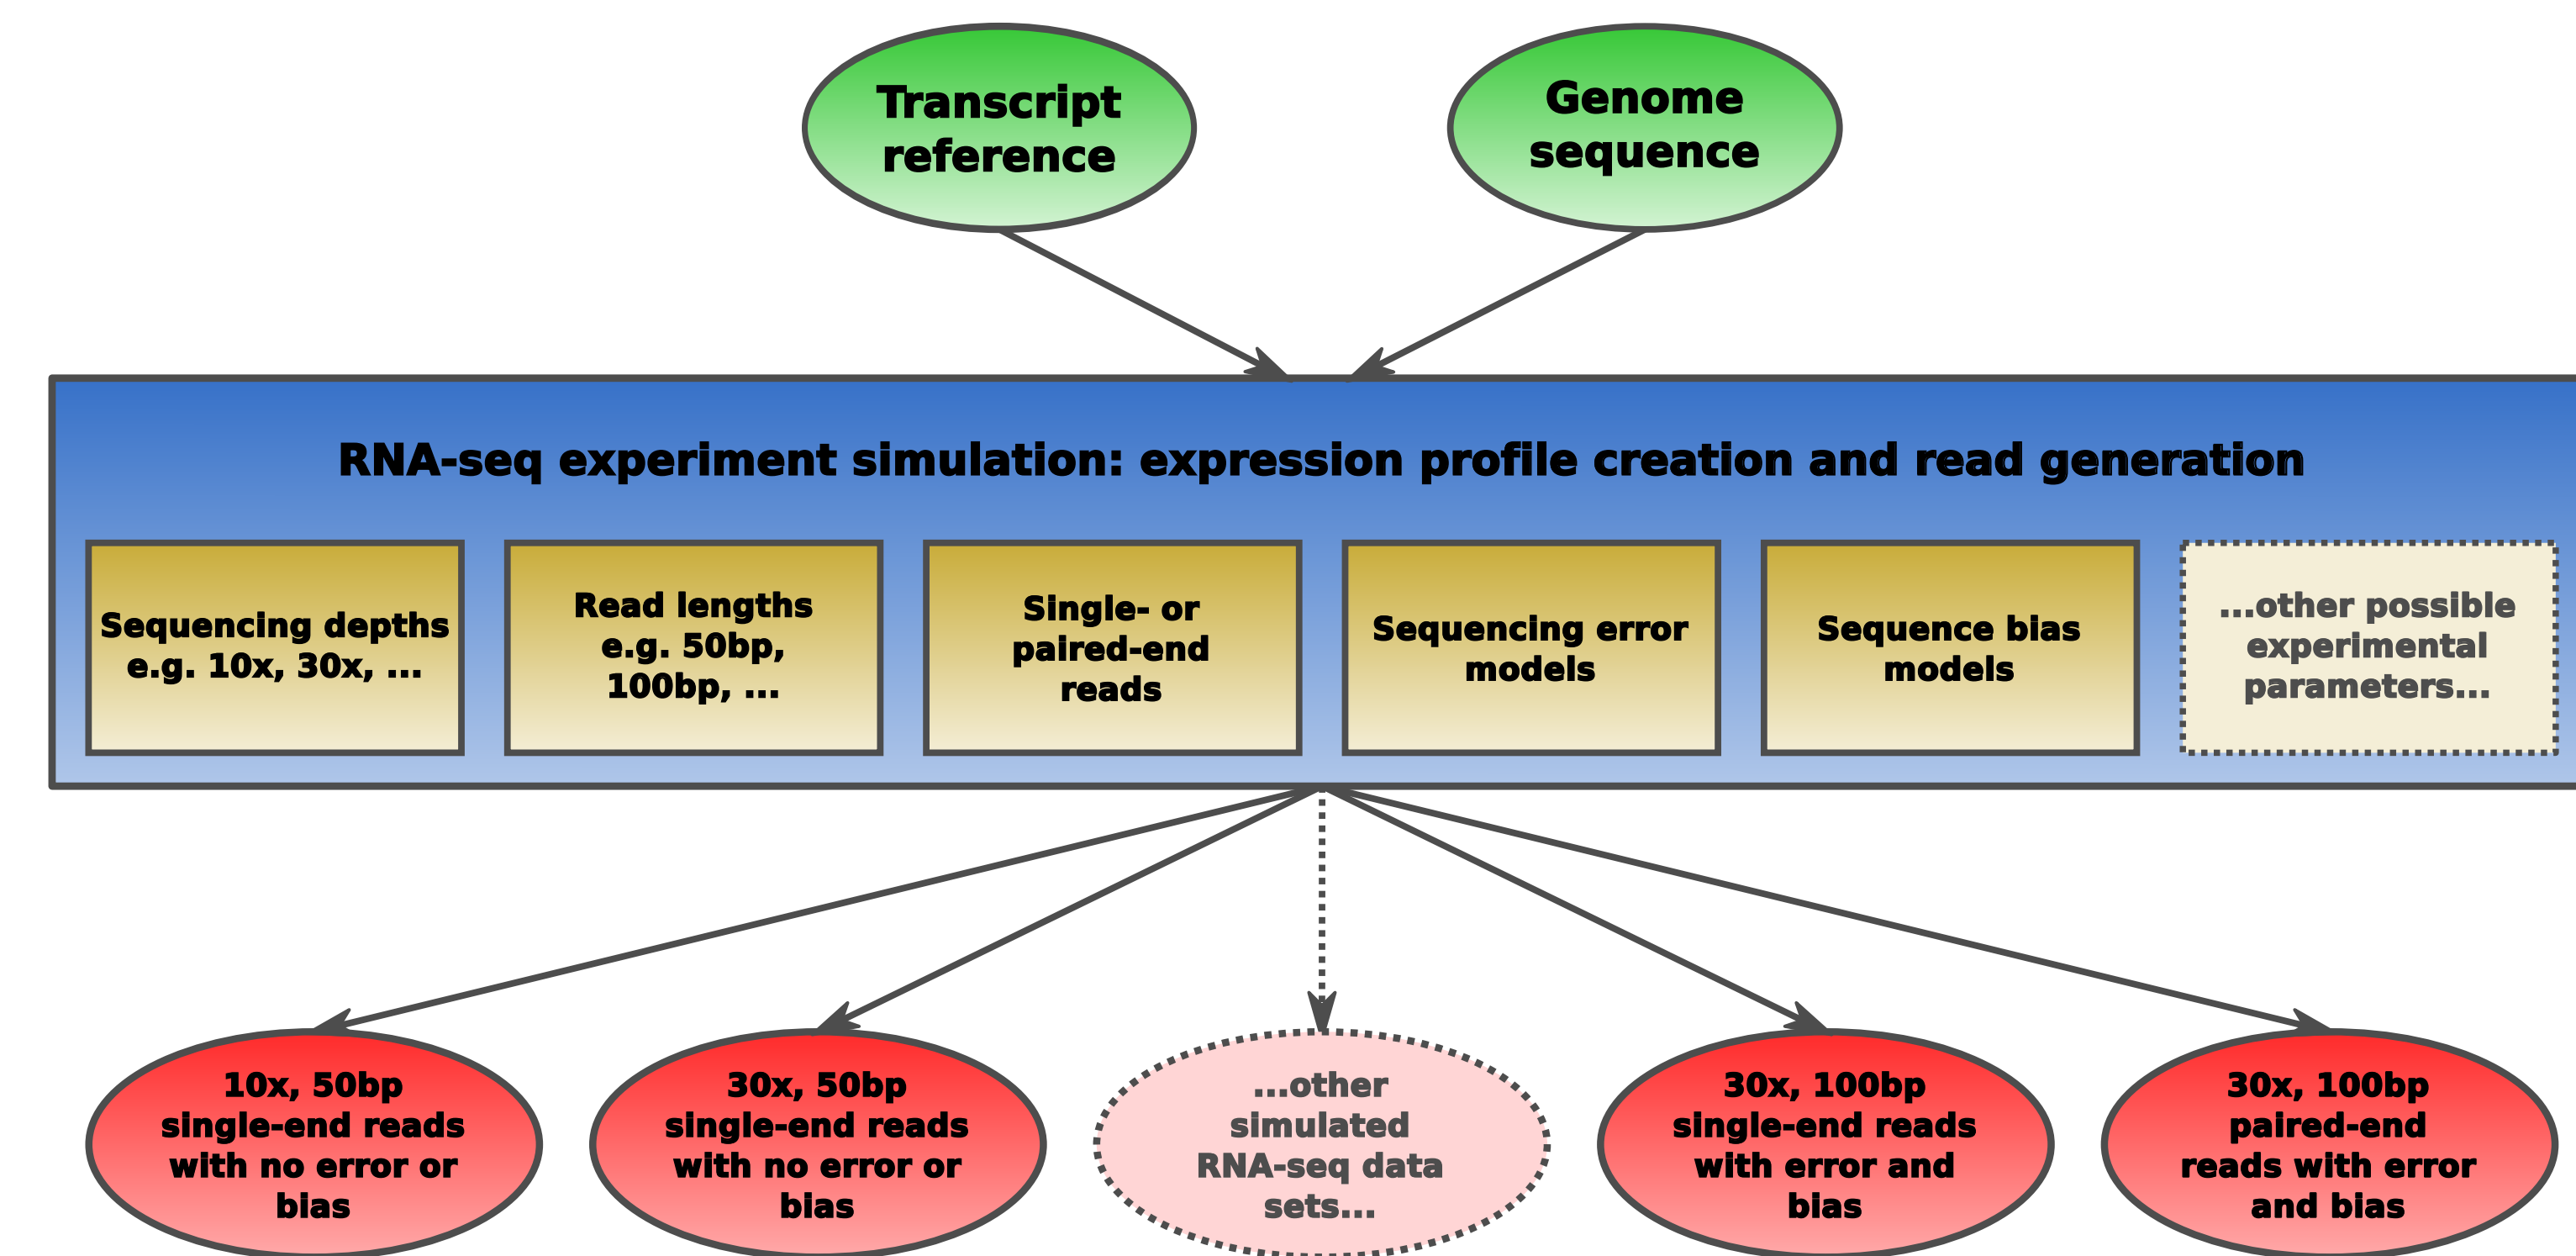 Transcript
reference
Genome
sequence
RNA-seq experiment simulation: expression profile creation and read generation
Sequencing depths
e.g. 10x, 30x, ...
Read lengths
e.g. 50bp,
100bp, ...
Single- or
paired-end
reads
Sequencing error
models
Sequence bias
models
...other possible
experimental
parameters...
10x, 50bp
single-end reads
with no error or
bias
30x, 50bp
single-end reads
with no error or
bias
...other
simulated
RNA-seq data
sets...
30x, 100bp
single-end reads
with error and
bias
30x, 100bp
paired-end
reads with error
and bias